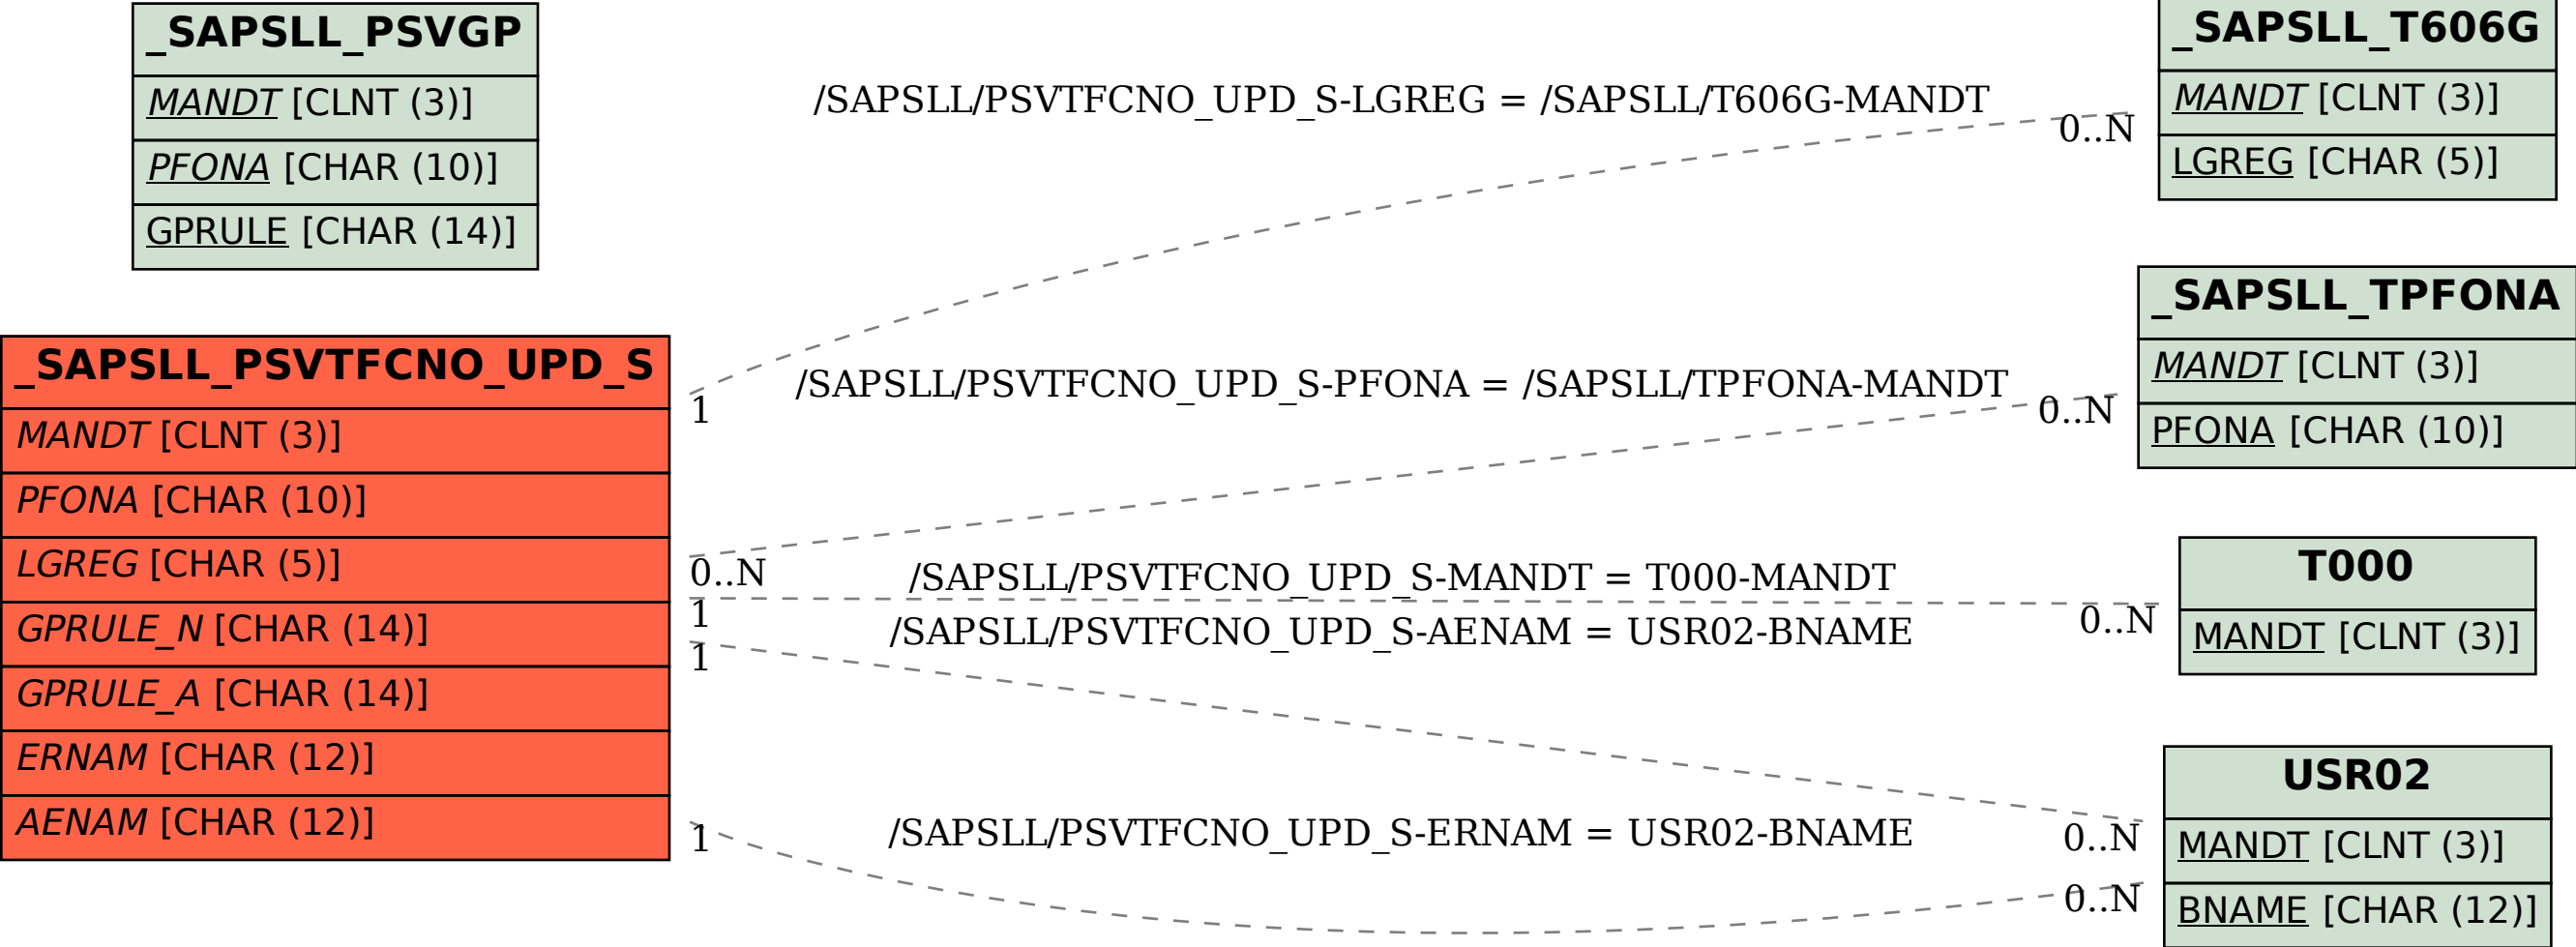 _SAPSLL_PSVGP
MANDT [CLNT (3)]
PFONA [CHAR (10)]
GPRULE [CHAR (14)]
_SAPSLL_PSVTFCNO_UPD_S
MANDT [CLNT (3)]
PFONA [CHAR (10)]
LGREG [CHAR (5)]
GPRULE_N [CHAR (14)]
GPRULE_A [CHAR (14)]
ERNAM [CHAR (12)]
AENAM [CHAR (12)]
/SAPSLL/PSVTFCNO_UPD_S-LGREG = /SAPSLL/T606G-MANDT
0..N
1
/SAPSLL/PSVTFCNO_UPD_S-PFONA = /SAPSLL/TPFONA-MANDT
0..N
0..N
/SAPSLL/PSVTFCNO_UPD_S-MANDT = T000-MANDT
1
0..N
/SAPSLL/PSVTFCNO_UPD_S-AENAM = USR02-BNAME
1
0..N
/SAPSLL/PSVTFCNO_UPD_S-ERNAM = USR02-BNAME
1
0..N
_SAPSLL_T606G
MANDT [CLNT (3)]
LGREG [CHAR (5)]
_SAPSLL_TPFONA
MANDT [CLNT (3)]
PFONA [CHAR (10)]
T000
MANDT [CLNT (3)]
USR02
MANDT [CLNT (3)]
BNAME [CHAR (12)]